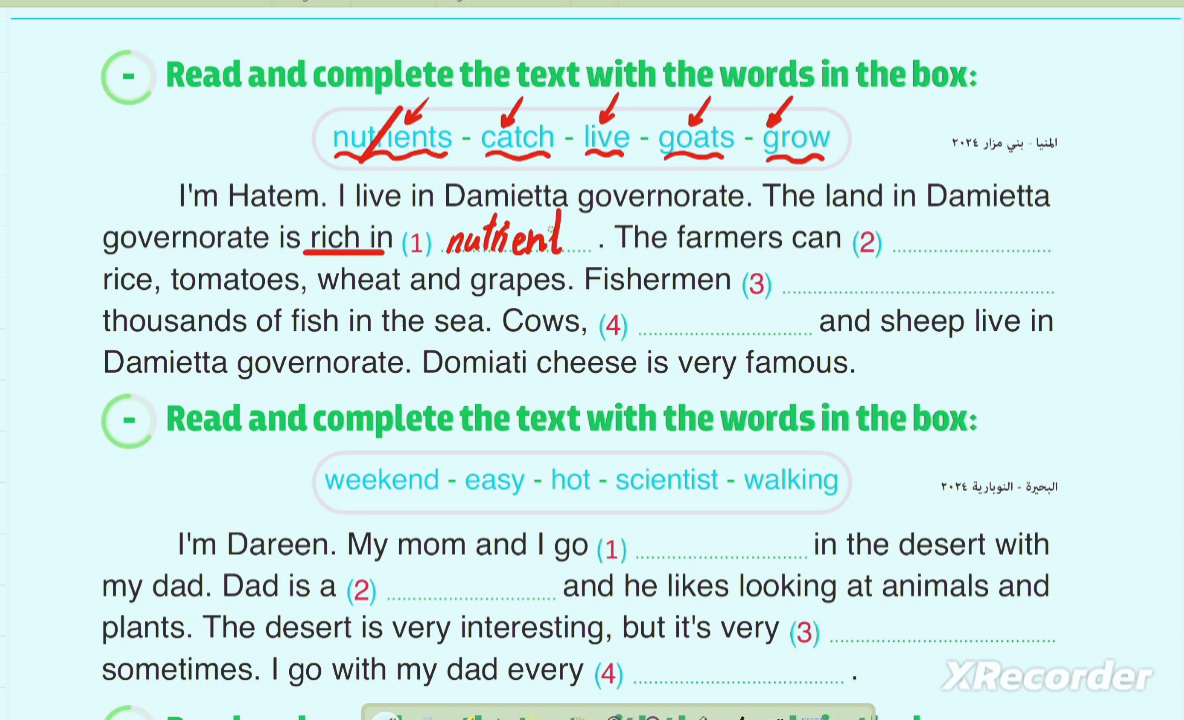 - Read and complete the text with the words in the box:
nutrients - catch - live - goats - grow
المنيا - بني مزار ٢٠٢٤
I'm Hatem. I live in Damietta governorate. The land in Damietta
governorate is rich in (1) nutrient . The farmers can (2) ..............................
rice, tomatoes, wheat and grapes. Fishermen (3) ..............................
thousands of fish in the sea. Cows, (4) .............................. and sheep live in
Damietta governorate. Domiati cheese is very famous.
- Read and complete the text with the words in the box:
weekend - easy - hot - scientist - walking
البحيرة - النوبارية ٢٠٢٤
I'm Dareen. My mom and I go (1) .............................. in the desert with
my dad. Dad is a (2) .............................. and he likes looking at animals and
plants. The desert is very interesting, but it's very (3) ..............................
sometimes. I go with my dad every (4) .............................. .
XRecorder